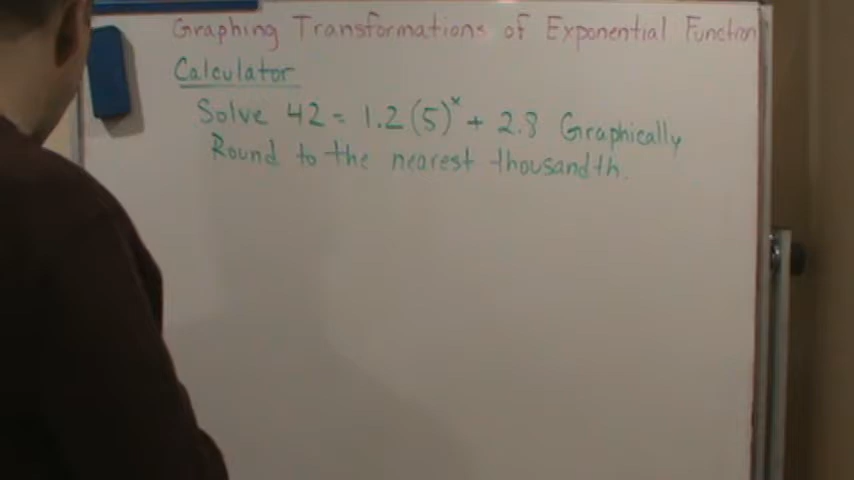 Graphing Transformations of Exponential Function
Calculator
Solve 42 = 1.2(5)^x + 2.8 Graphically
Round to the nearest thousandth.